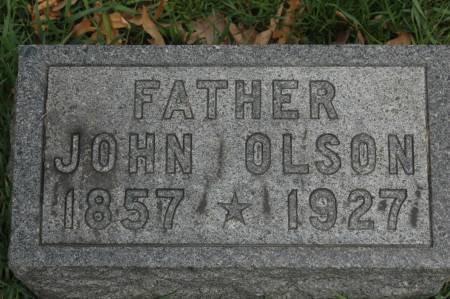 FATHER
JOHN OLSON
1857 ★ 1927